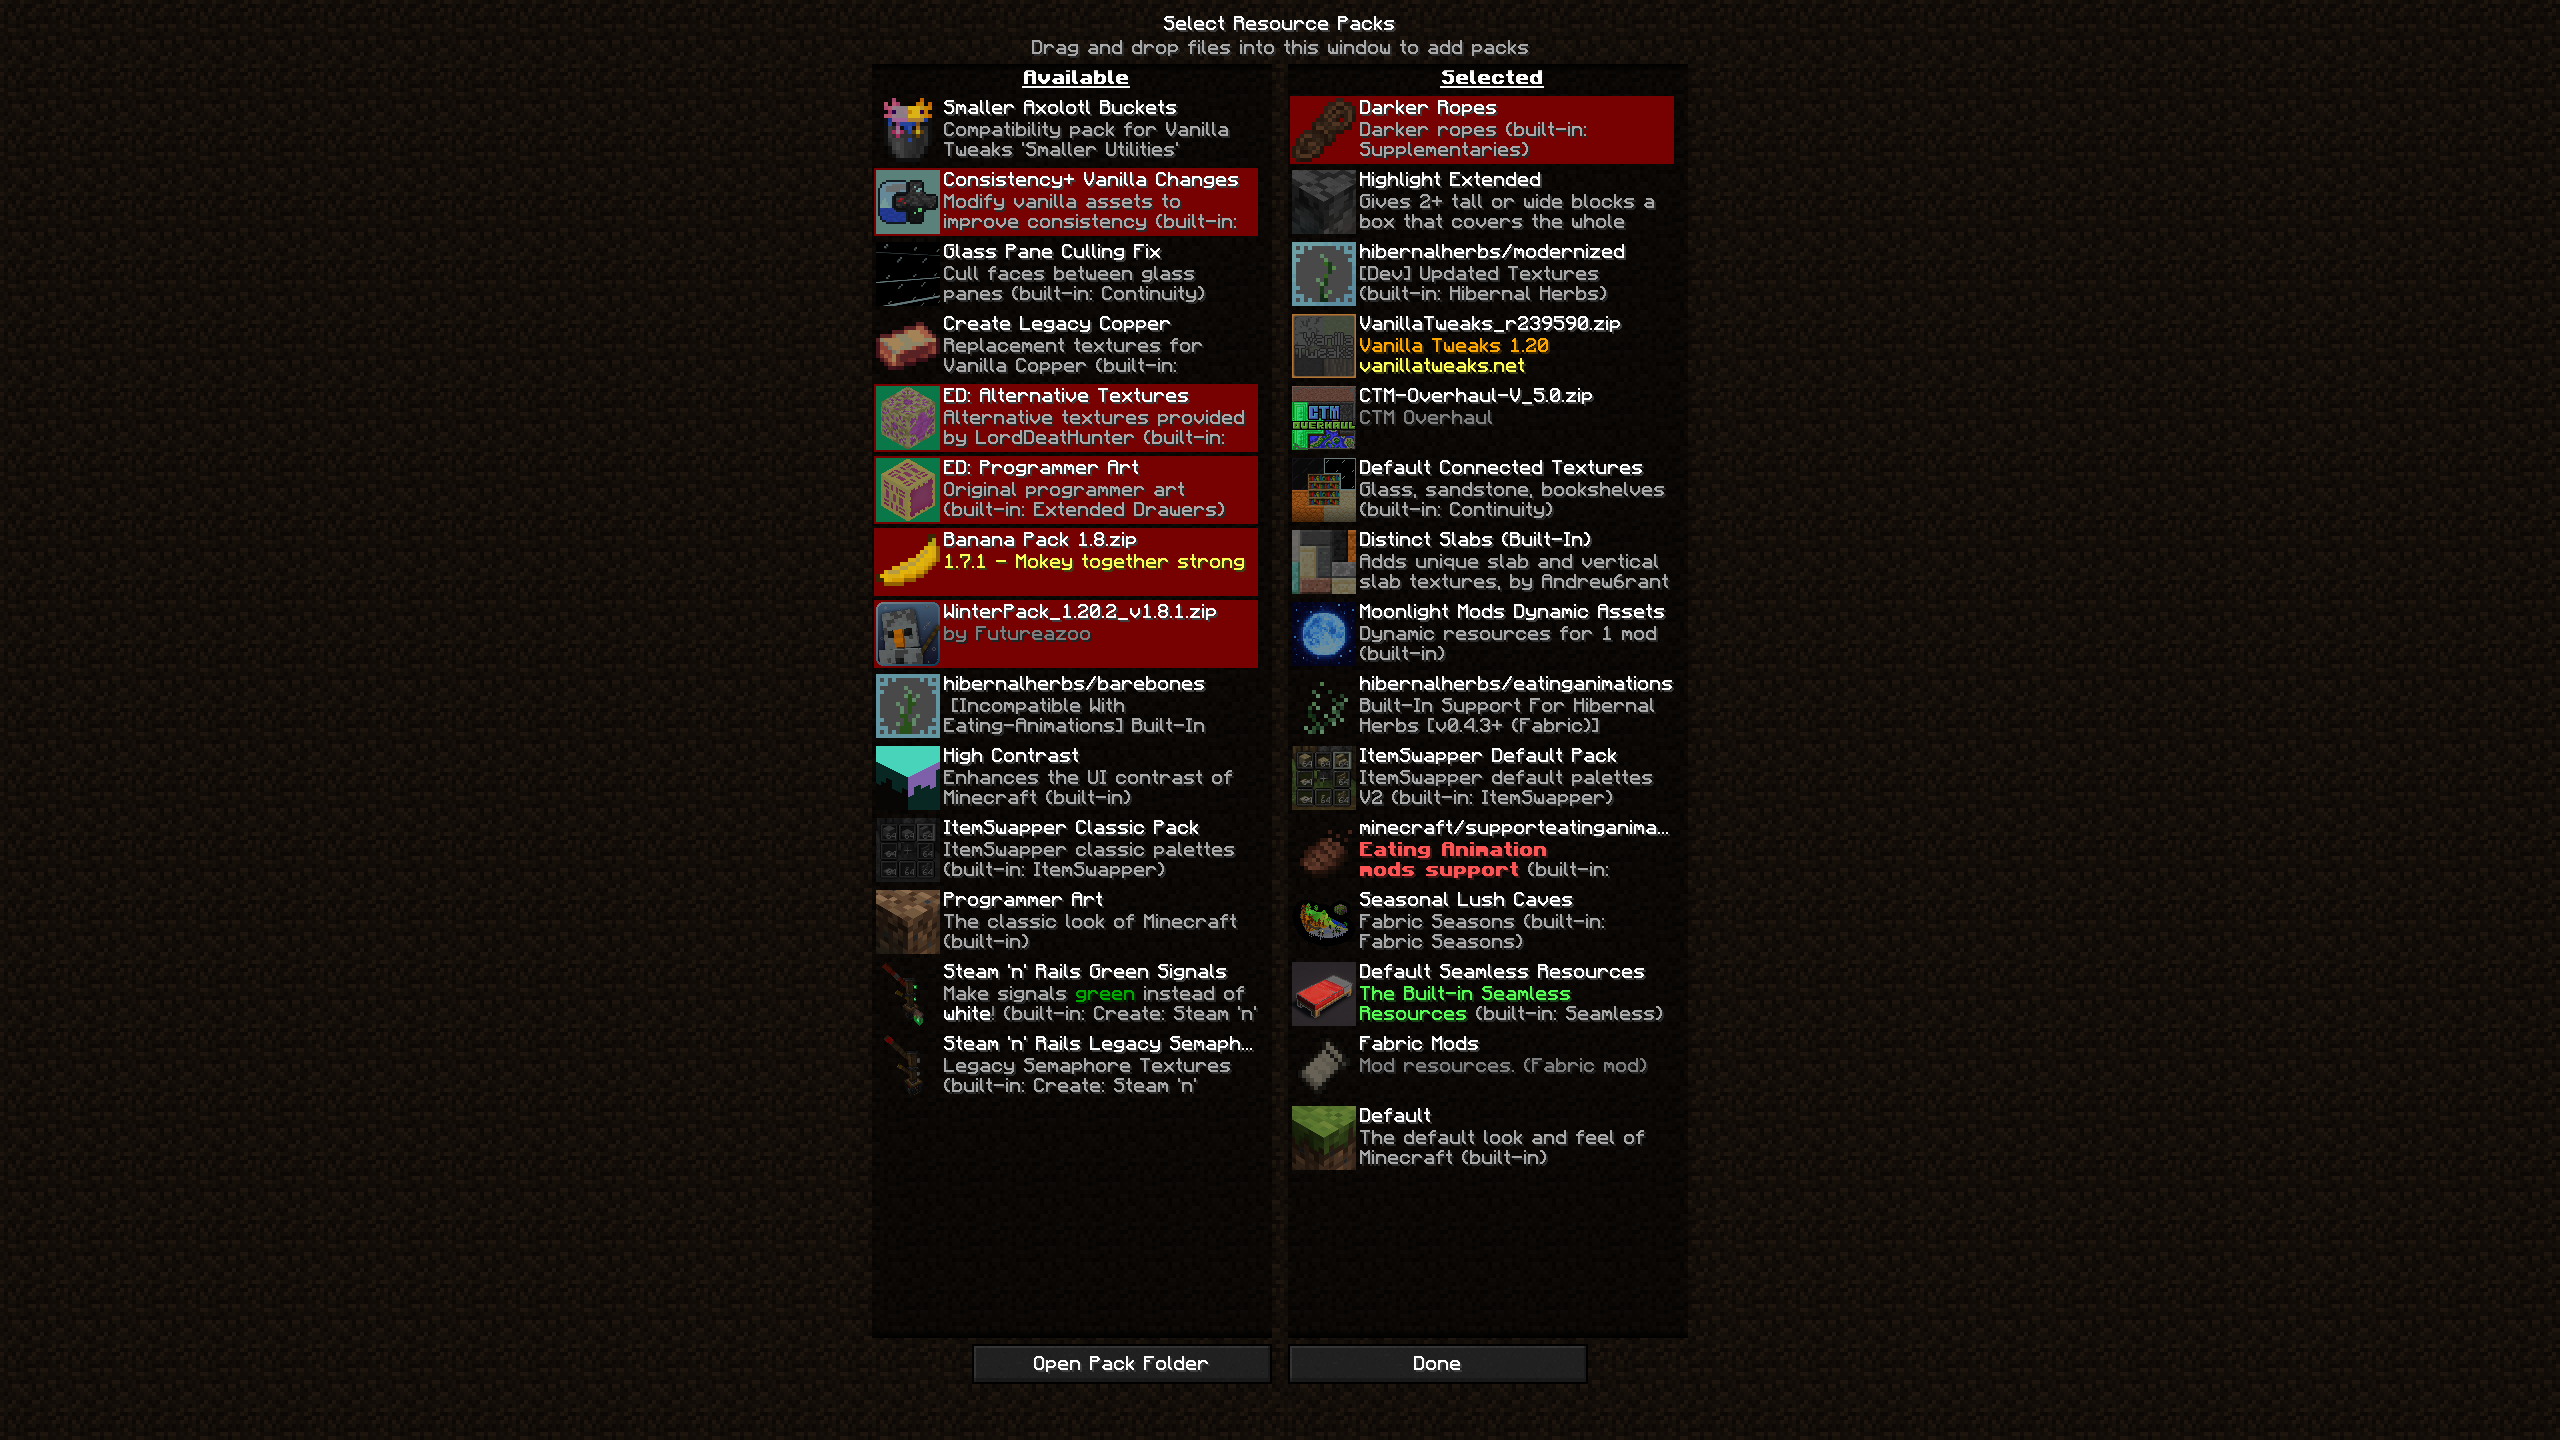 Select Resource Packs
Drag and drop files into this window to add packs
Available
Smaller Axolotl Buckets
Compatibility pack for Vanilla
Tweaks 'Smaller Utilities'
Consistency+ Vanilla Changes
Modify vanilla assets to
improve consistency (built-in:
Glass Pane Culling Fix
Cull faces between glass
panes (built-in: Continuity)
Create Legacy Copper
Replacement textures for
Vanilla Copper (built-in:
ED: Alternative Textures
Alternative textures provided
by LordDeatHunter (built-in:
ED: Programmer Art
Original programmer art
(built-in: Extended Drawers)
Banana Pack 1.8.zip
1.7.1 - Mokey together strong
WinterPack_1.20.2_v1.8.1.zip
by Futureazoo
hibernalherbs/barebones
[Incompatible With
Eating-Animations] Built-In
High Contrast
Enhances the UI contrast of
Minecraft (built-in)
ItemSwapper Classic Pack
ItemSwapper classic palettes
(built-in: ItemSwapper)
Programmer Art
The classic look of Minecraft
(built-in)
Steam 'n' Rails Green Signals
Make signals green instead of
white! (built-in: Create: Steam 'n'
Steam 'n' Rails Legacy Semaph...
Legacy Semaphore Textures
(built-in: Create: Steam 'n'
Selected
Darker Ropes
Darker ropes (built-in:
Supplementaries)
Highlight Extended
Gives 2+ tall or wide blocks a
box that covers the whole
hibernalherbs/modernized
[Dev] Updated Textures
(built-in: Hibernal Herbs)
Vanilla
Tweaks
VanillaTweaks_r239590.zip
Vanilla Tweaks 1.20
vanillatweaks.net
CTM
OVERHAUL
CTM-Overhaul-V_5.0.zip
CTM Overhaul
Default Connected Textures
Glass, sandstone, bookshelves
(built-in: Continuity)
Distinct Slabs (Built-In)
Adds unique slab and vertical
slab textures, by Andrew6rant
Moonlight Mods Dynamic Assets
Dynamic resources for 1 mod
(built-in)
hibernalherbs/eatinganimations
Built-In Support For Hibernal
Herbs [v0.4.3+ (Fabric)]
ItemSwapper Default Pack
ItemSwapper default palettes
V2 (built-in: ItemSwapper)
minecraft/supporteatinganima...
Eating Animation
mods support (built-in:
Seasonal Lush Caves
Fabric Seasons (built-in:
Fabric Seasons)
Default Seamless Resources
The Built-in Seamless
Resources (built-in: Seamless)
Fabric Mods
Mod resources. (Fabric mod)
Default
The default look and feel of
Minecraft (built-in)
Open Pack Folder
Done